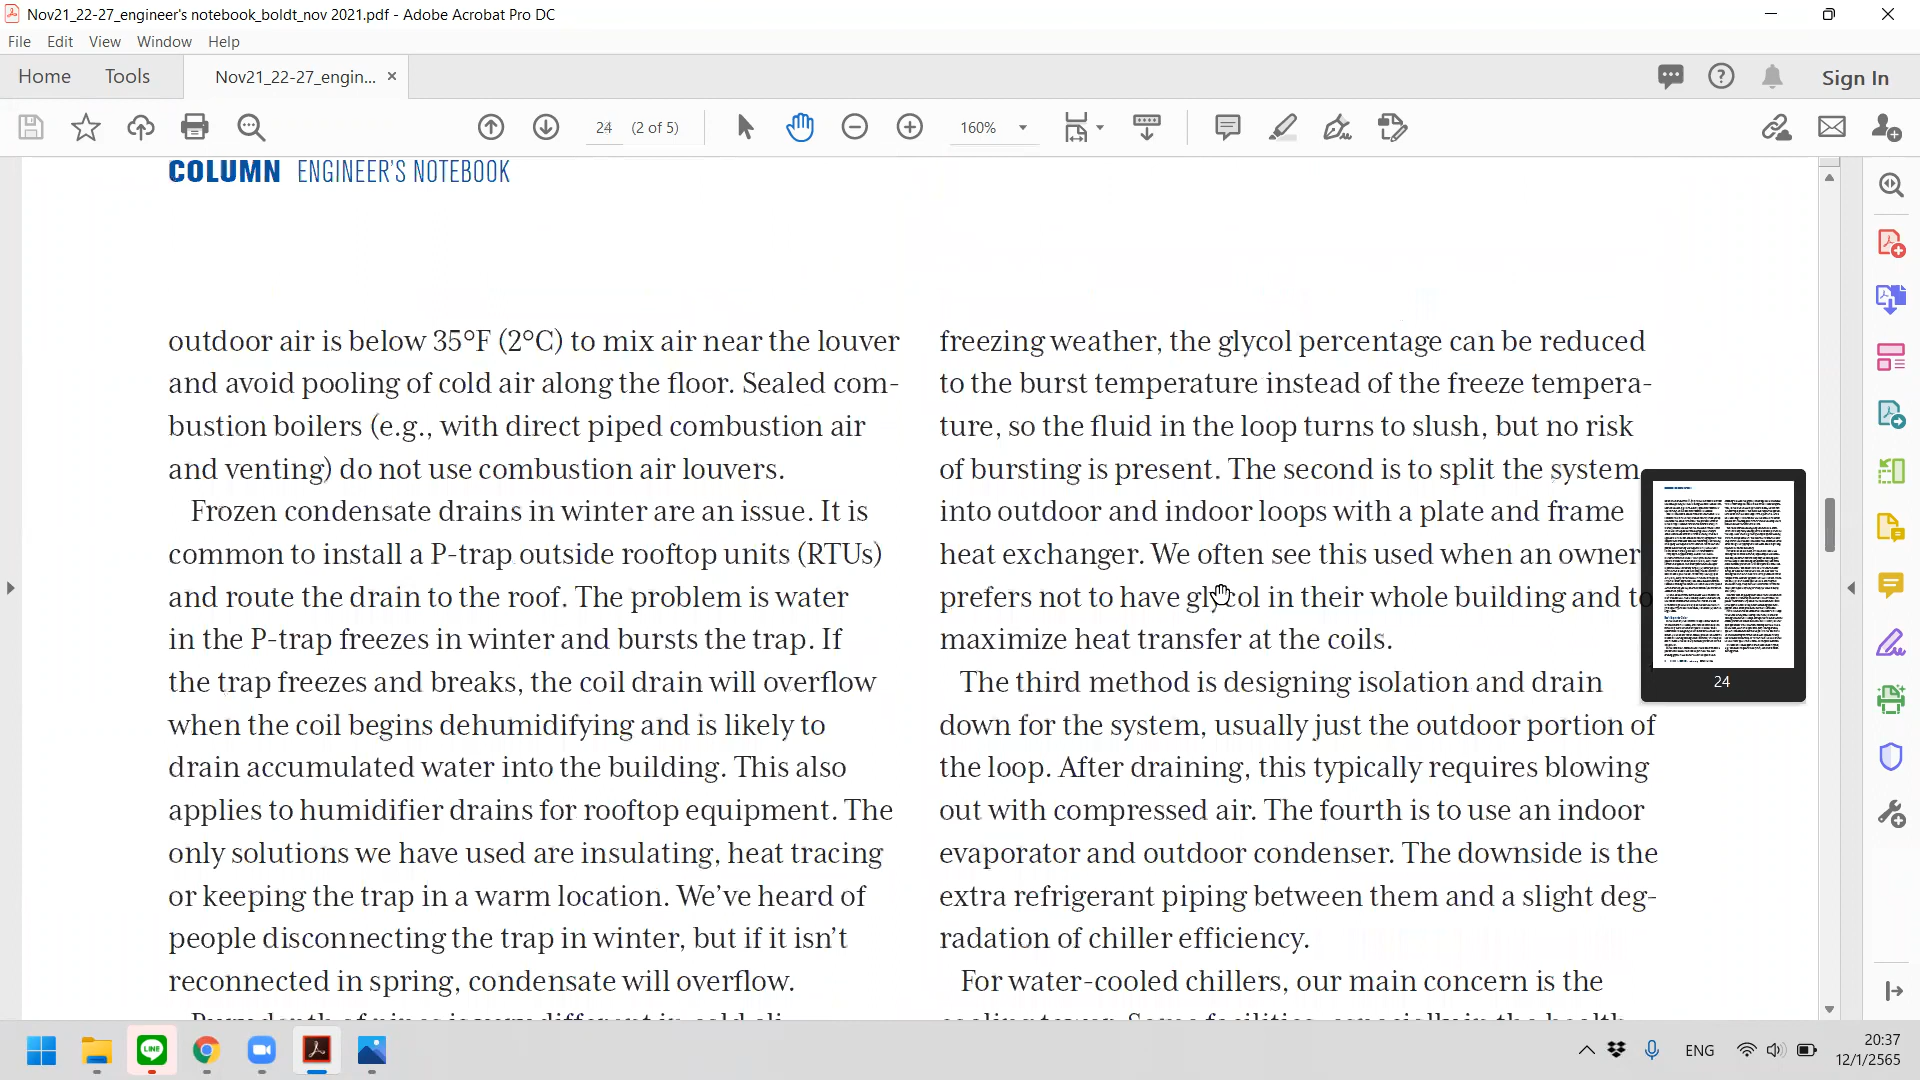 Nov21_22-27_engineer's notebook_boldt_nov 2021.pdf - Adobe Acrobat Pro DC
File Edit View Window Help
Home Tools Nov21_22-27_engin... × Sign In
24 (2 of 5) 160%
COLUMN ENGINEER'S NOTEBOOK
outdoor air is below 35°F (2°C) to mix air near the louver
and avoid pooling of cold air along the floor. Sealed com-
bustion boilers (e.g., with direct piped combustion air
and venting) do not use combustion air louvers.
Frozen condensate drains in winter are an issue. It is
common to install a P-trap outside rooftop units (RTUs)
and route the drain to the roof. The problem is water
in the P-trap freezes in winter and bursts the trap. If
the trap freezes and breaks, the coil drain will overflow
when the coil begins dehumidifying and is likely to
drain accumulated water into the building. This also
applies to humidifier drains for rooftop equipment. The
only solutions we have used are insulating, heat tracing
or keeping the trap in a warm location. We've heard of
people disconnecting the trap in winter, but if it isn't
reconnected in spring, condensate will overflow.
freezing weather, the glycol percentage can be reduced
to the burst temperature instead of the freeze tempera-
ture, so the fluid in the loop turns to slush, but no risk
of bursting is present. The second is to split the system
into outdoor and indoor loops with a plate and frame
heat exchanger. We often see this used when an owner
prefers not to have glycol in their whole building and to
maximize heat transfer at the coils.
The third method is designing isolation and drain
down for the system, usually just the outdoor portion of
the loop. After draining, this typically requires blowing
out with compressed air. The fourth is to use an indoor
evaporator and outdoor condenser. The downside is the
extra refrigerant piping between them and a slight deg-
radation of chiller efficiency.
For water-cooled chillers, our main concern is the
24
LINE
ENG
20:37
12/1/2565